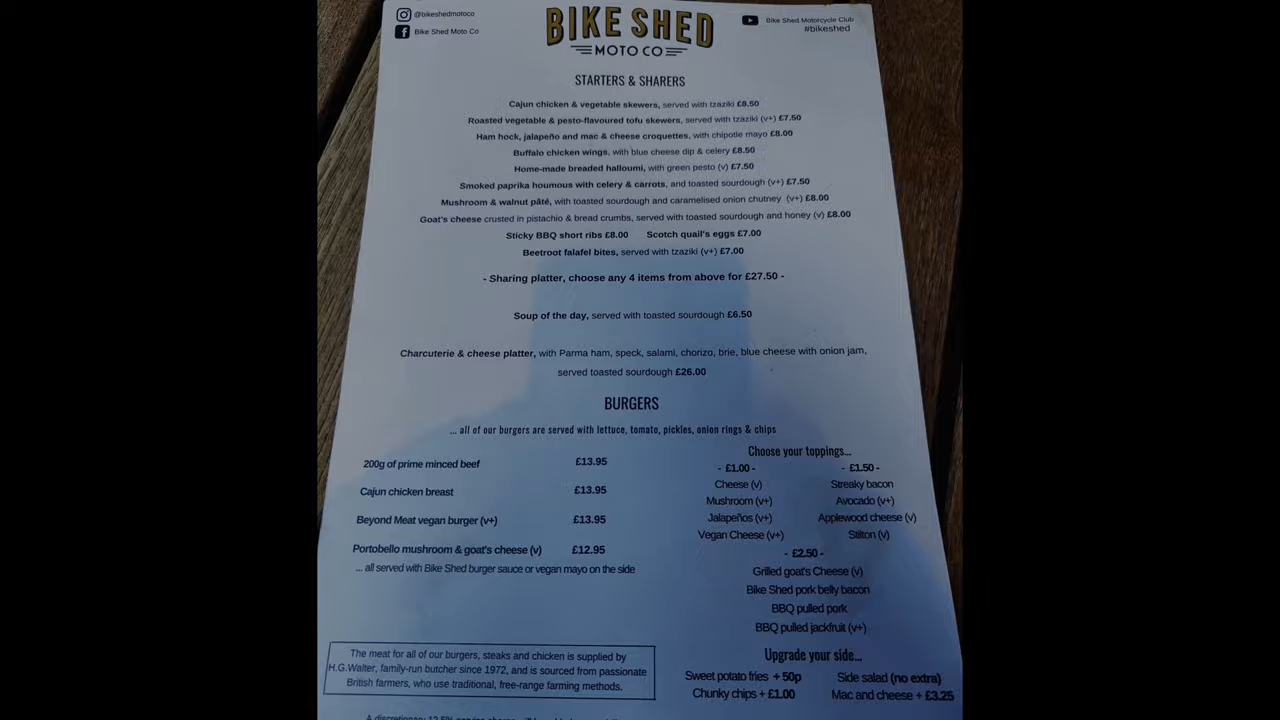 @bikeshedmotoco
Bike Shed Moto Co
BIKE SHED
MOTO CO
Bike Shed Motorcycle Club
#bikeshed
STARTERS & SHARERS
Cajun chicken & vegetable skewers, served with tzaziki £8.50
Roasted vegetable & pesto-flavoured tofu skewers, served with tzaziki (v+) £7.50
Ham hock, jalapeño and mac & cheese croquettes, with chipotle mayo £8.00
Buffalo chicken wings, with blue cheese dip & celery £8.50
Home-made breaded halloumi, with green pesto (v) £7.50
Smoked paprika houmous with celery & carrots, and toasted sourdough (v+) £7.50
Mushroom & walnut pâté, with toasted sourdough and caramelised onion chutney (v+) £8.00
Goat's cheese crusted in pistachio & bread crumbs, served with toasted sourdough and honey (v) £8.00
Sticky BBQ short ribs £8.00 Scotch quail's eggs £7.00
Beetroot falafel bites, served with tzaziki (v+) £7.00
- Sharing platter, choose any 4 items from above for £27.50 -
Soup of the day, served with toasted sourdough £6.50
Charcuterie & cheese platter, with Parma ham, speck, salami, chorizo, brie, blue cheese with onion jam,
served toasted sourdough £26.00
BURGERS
... all of our burgers are served with lettuce, tomato, pickles, onion rings & chips
200g of prime minced beef £13.95
Cajun chicken breast £13.95
Beyond Meat vegan burger (v+) £13.95
Portobello mushroom & goat's cheese (v) £12.95
... all served with Bike Shed burger sauce or vegan mayo on the side
Choose your toppings...
- £1.00 - - £1.50 -
Cheese (v) Streaky bacon
Mushroom (v+) Avocado (v+)
Jalapeños (v+) Applewood cheese (v)
Vegan Cheese (v+) Stilton (v)
- £2.50 -
Grilled goat's Cheese (v)
Bike Shed pork belly bacon
BBQ pulled pork
BBQ pulled jackfruit (v+)
Upgrade your side...
Sweet potato fries + 50p Side salad (no extra)
Chunky chips + £1.00 Mac and cheese + £3.25
The meat for all of our burgers, steaks and chicken is supplied by
H.G.Walter, family-run butcher since 1972, and is sourced from passionate
British farmers, who use traditional, free-range farming methods.
A discretionary 12.5% service charge will be